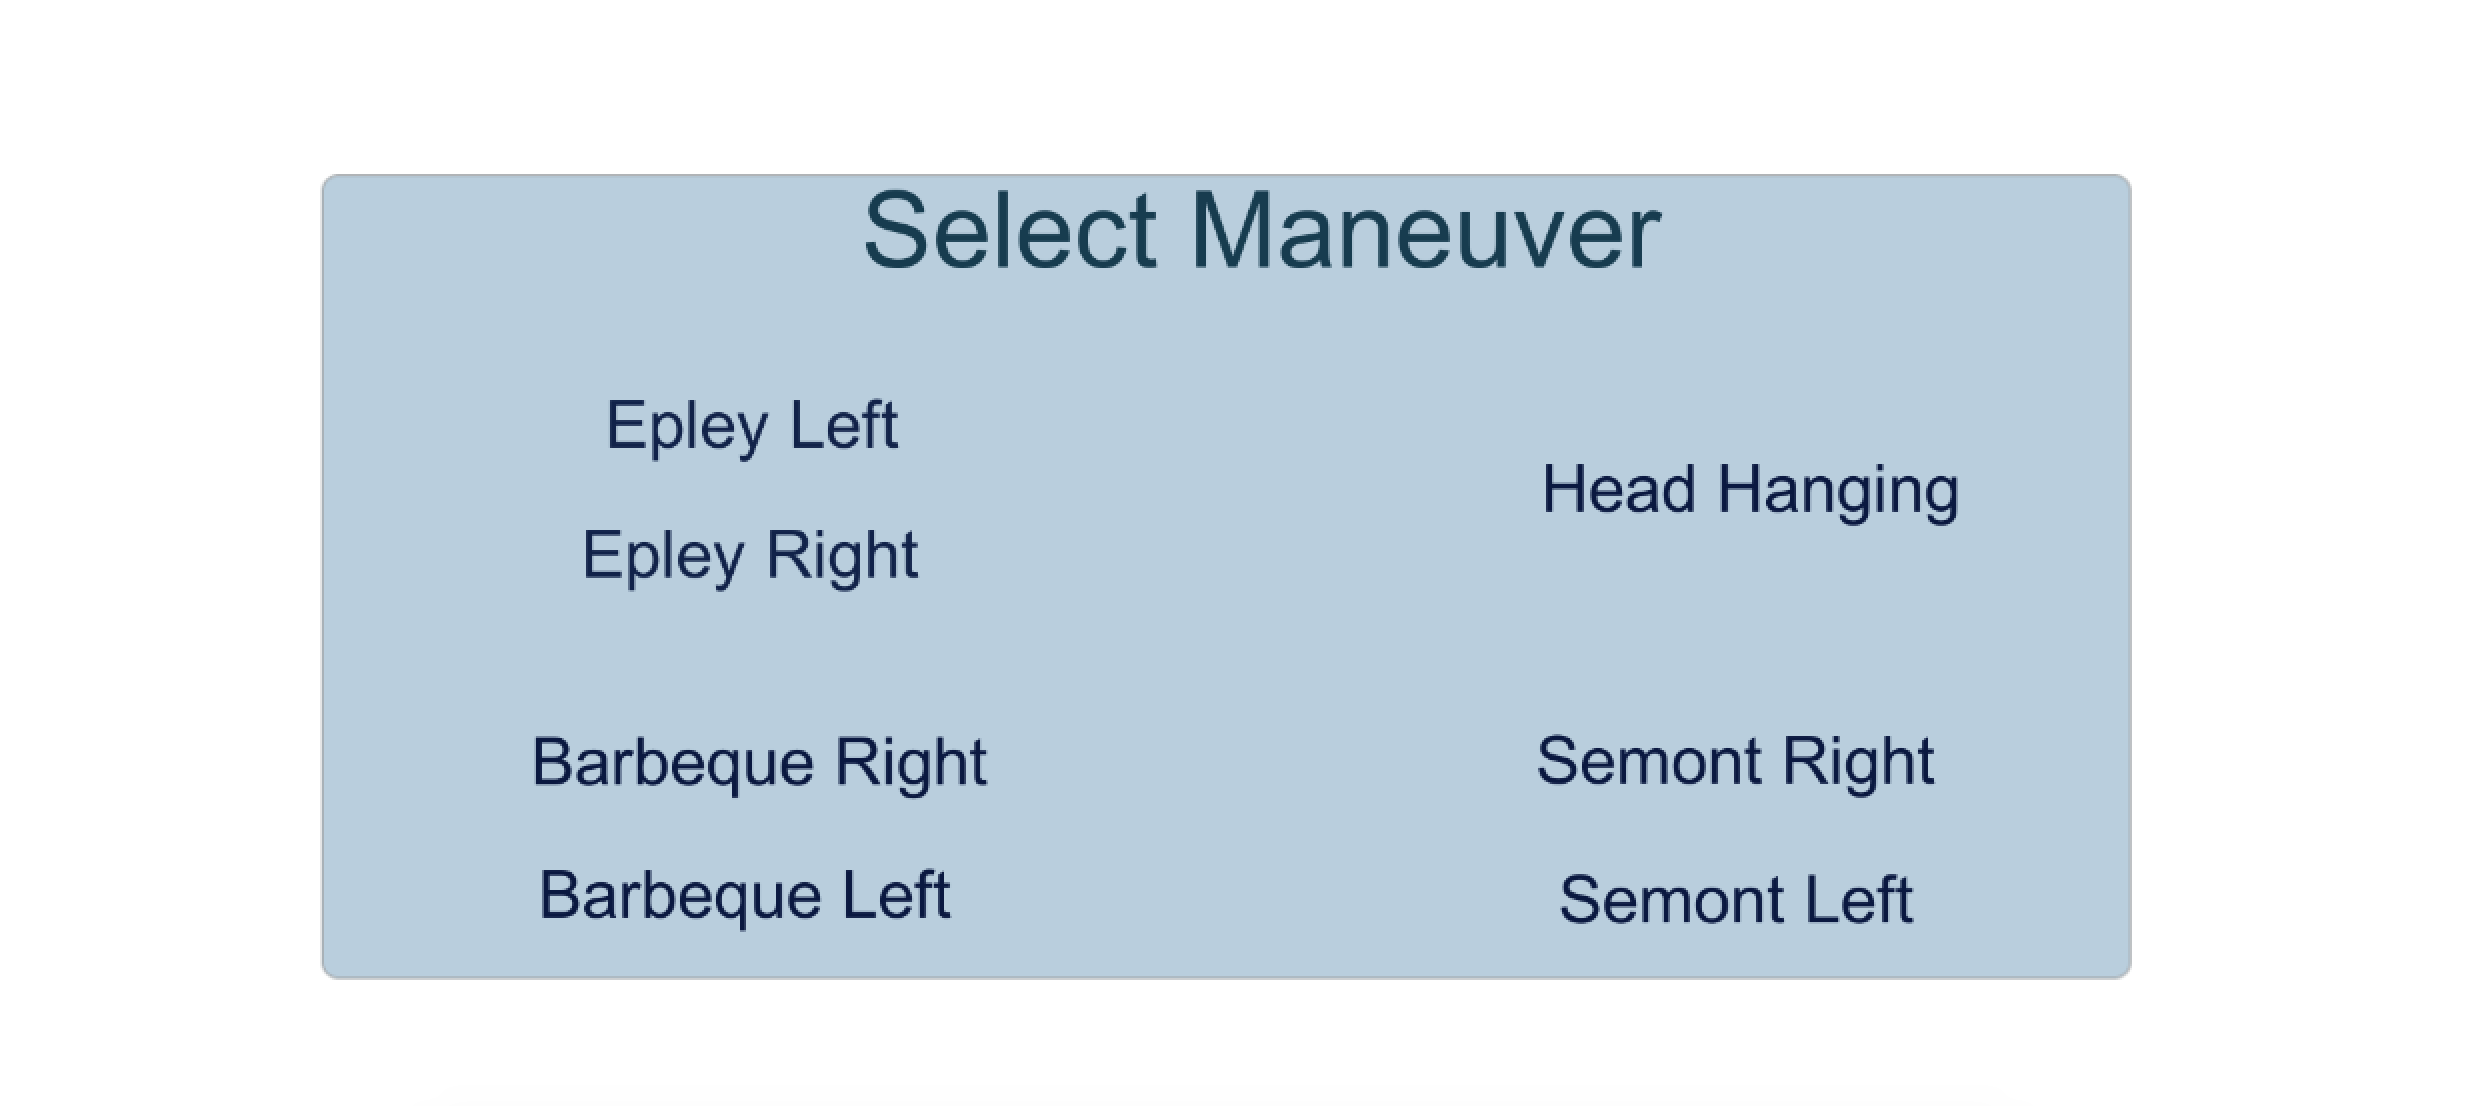 Select Maneuver
Epley Left
Epley Right
Head Hanging
Barbeque Right
Barbeque Left
Semont Right
Semont Left